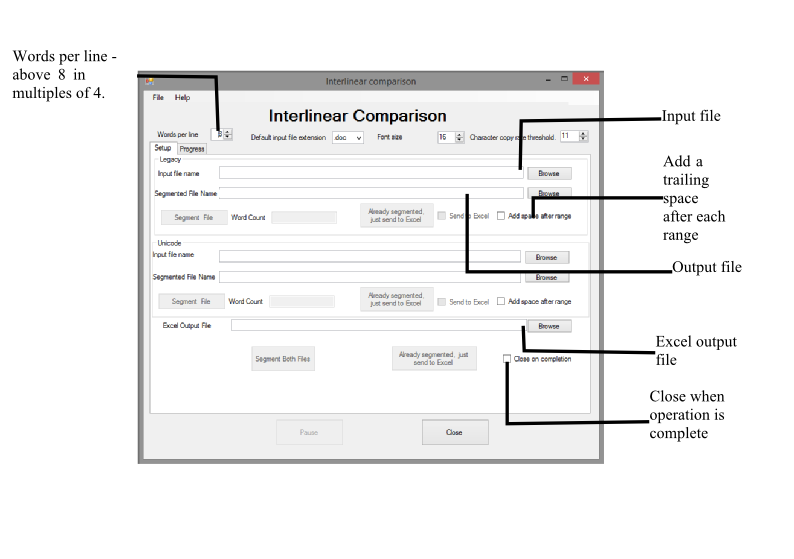 Words per line -
above 8 in
multiples of 4.
Interlinear comparison
File Help
Interlinear Comparison
Words per line 8 Default input file extension .doc Font size 16 Character copy size threshold. 11
Setup Progress
Legacy
Input file name Browse
Segmented File Name Browse
Segment File Word Count Already segmented, just send to Excel Send to Excel Add space after range
Unicode
Input file name Browse
Segmented File Name Browse
Segment File Word Count Already segmented, just send to Excel Send to Excel Add space after range
Excel Output File Browse
Segment Both Files Already segmented, just send to Excel Close on completion
Pause Close
Input file
Add a
trailing
space
after each
range
Output file
Excel output
file
Close when
operation is
complete